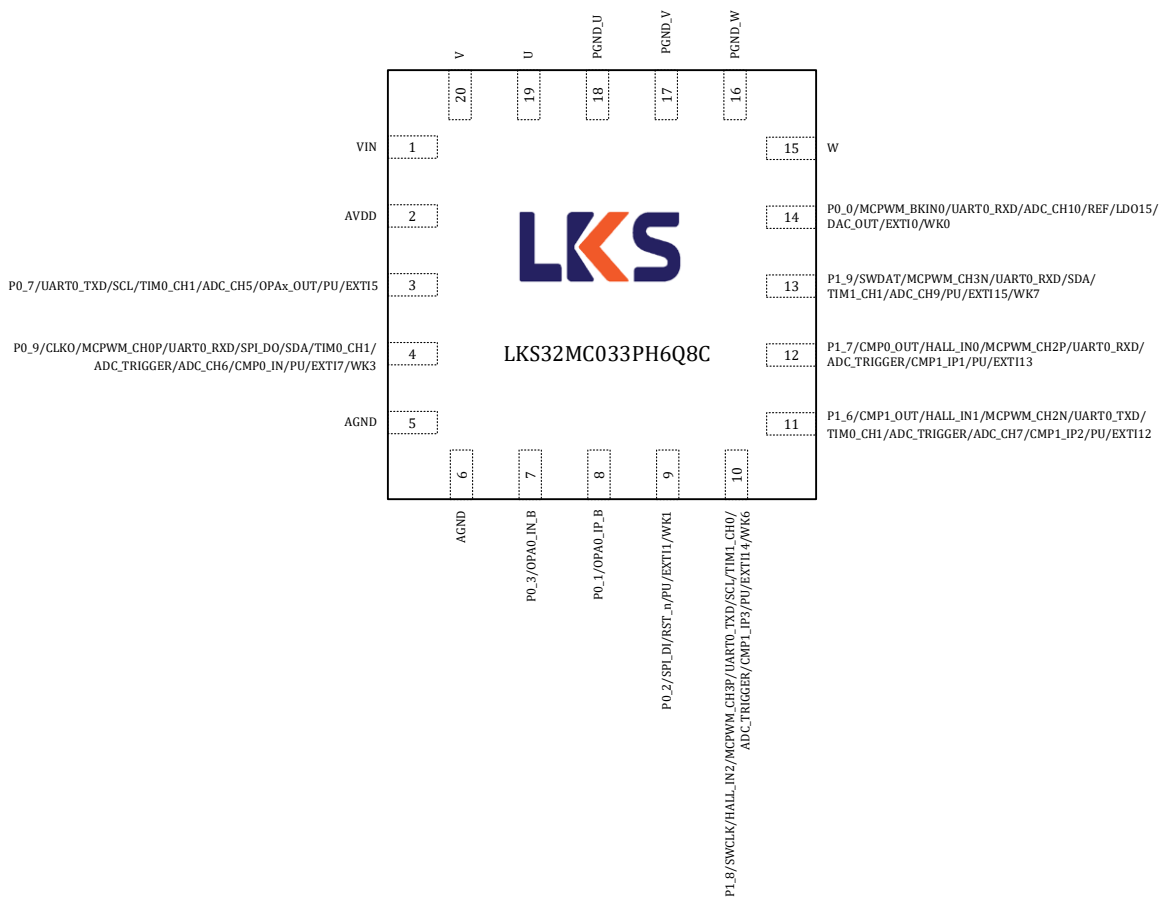 V
U
PGND_U
PGND_V
PGND_W
20
19
18
17
16
VIN
1
15
W
AVDD
2
14
P0_0/MCPWM_BKIN0/UART0_RXD/ADC_CH10/REF/LDO15/
DAC_OUT/EXTI0/WK0
LKS
P0_7/UART0_TXD/SCL/TIM0_CH1/ADC_CH5/OPAx_OUT/PU/EXTI5
3
13
P1_9/SWDAT/MCPWM_CH3N/UART0_RXD/SDA/
TIM1_CH1/ADC_CH9/PU/EXTI15/WK7
P0_9/CLKO/MCPWM_CH0P/UART0_RXD/SPI_DO/SDA/TIM0_CH1/
ADC_TRIGGER/ADC_CH6/CMP0_IN/PU/EXTI7/WK3
4
LKS32MC033PH6Q8C
12
P1_7/CMP0_OUT/HALL_IN0/MCPWM_CH2P/UART0_RXD/
ADC_TRIGGER/CMP1_IP1/PU/EXTI13
AGND
5
11
P1_6/CMP1_OUT/HALL_IN1/MCPWM_CH2N/UART0_TXD/
TIM0_CH1/ADC_TRIGGER/ADC_CH7/CMP1_IP2/PU/EXTI12
6
7
8
9
10
AGND
P0_3/OPA0_IN_B
P0_1/OPA0_IP_B
P0_2/SPI_DI/RST_n/PU/EXTI1/WK1
P1_8/SWCLK/HALL_IN2/MCPWM_CH3P/UART0_TXD/SCL/TIM1_CH0/
ADC_TRIGGER/CMP1_IP3/PU/EXTI14/WK6